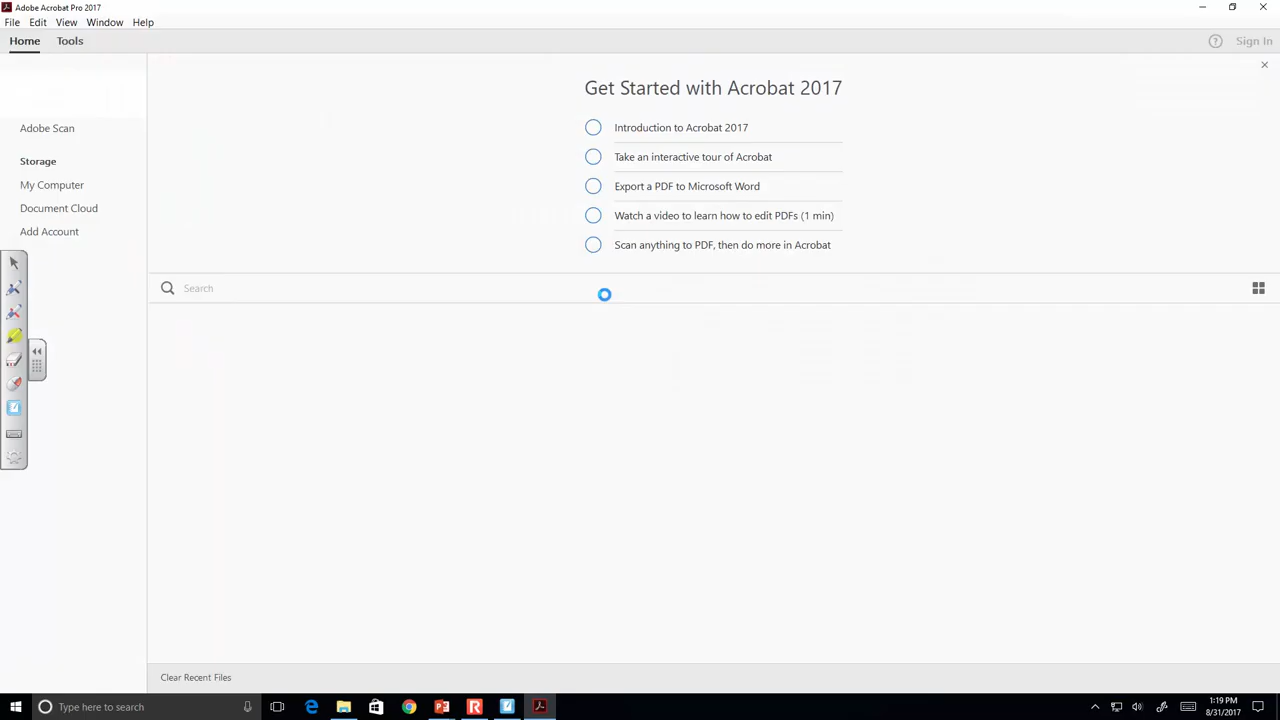 Adobe Acrobat Pro 2017
File Edit View Window Help
Home Tools
Sign In
Get Started with Acrobat 2017
Introduction to Acrobat 2017
Take an interactive tour of Acrobat
Export a PDF to Microsoft Word
Watch a video to learn how to edit PDFs (1 min)
Scan anything to PDF, then do more in Acrobat
Adobe Scan
Storage
My Computer
Document Cloud
Add Account
Search
Clear Recent Files
Type here to search
1:19 PM
8/31/2017